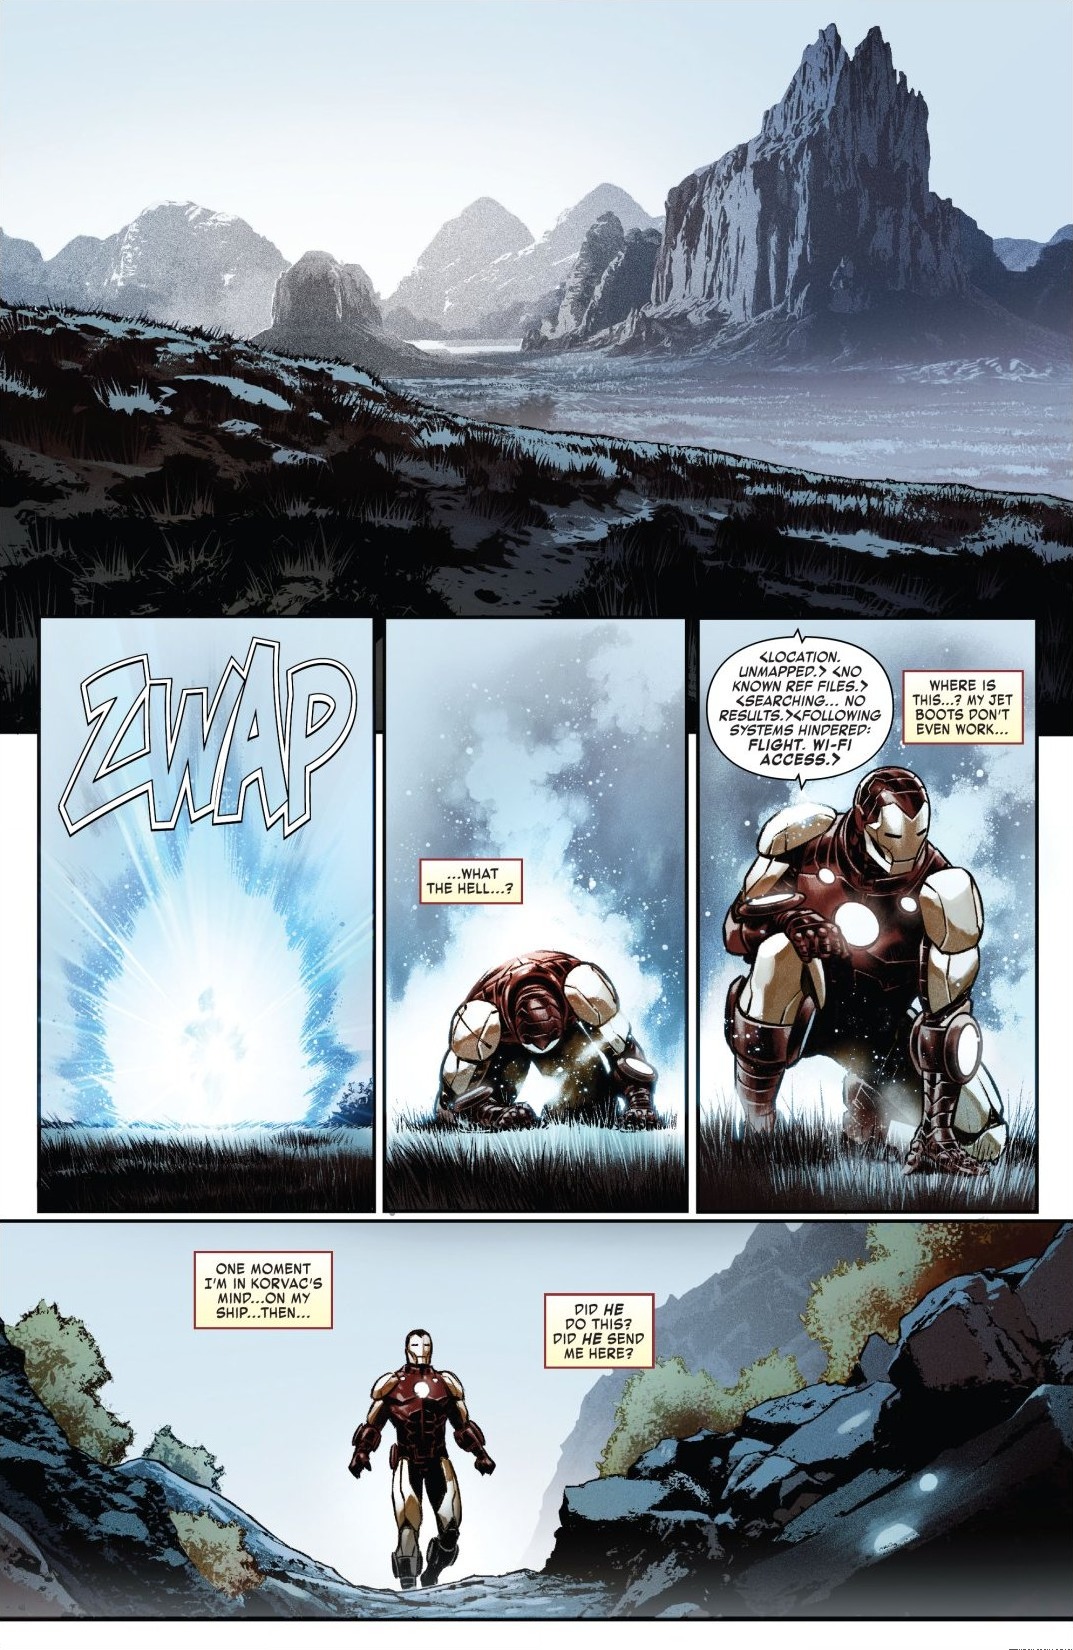 ZWAP
...WHAT
THE HELL...?
<LOCATION.
UNMAPPED.> <NO
KNOWN REF FILES.>
<SEARCHING... NO
RESULTS.><FOLLOWING
SYSTEMS HINDERED:
FLIGHT. WI-FI
ACCESS.>
WHERE IS
THIS...? MY JET
BOOTS DON'T
EVEN WORK...
ONE MOMENT
I'M IN KORVAC'S
MIND...ON MY
SHIP...THEN...
DID HE
DO THIS?
DID HE SEND
ME HERE?